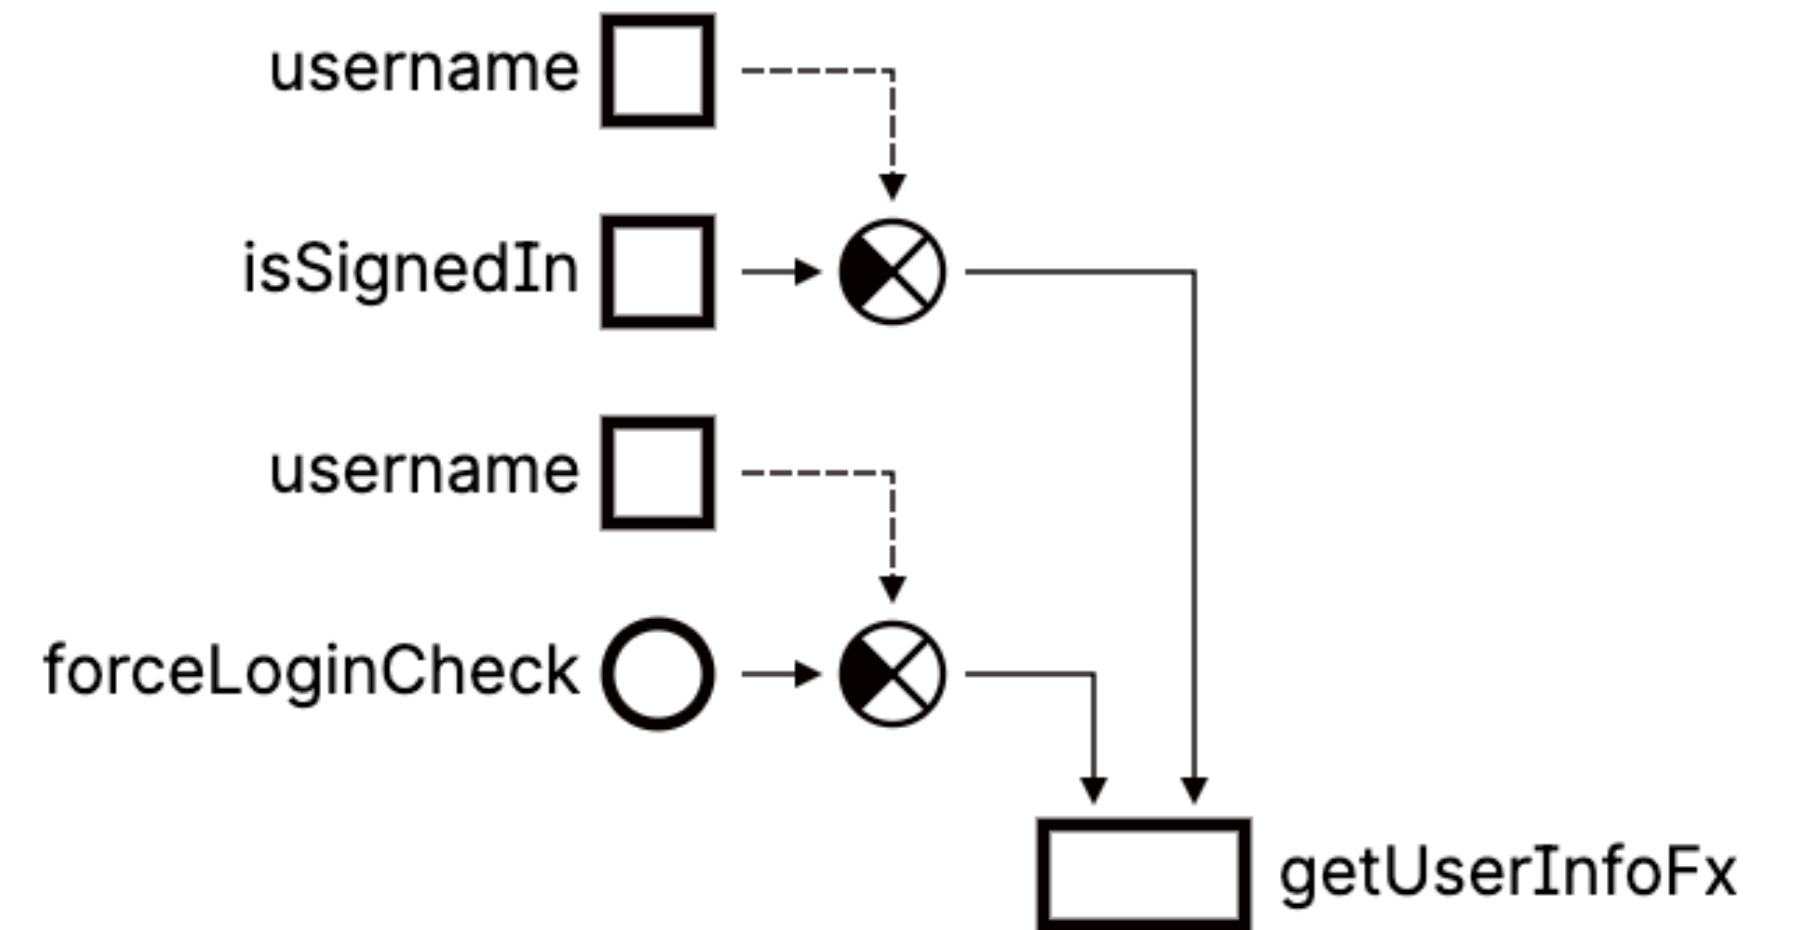 username
isSignedIn
username
forceLoginCheck
getUserInfoFx